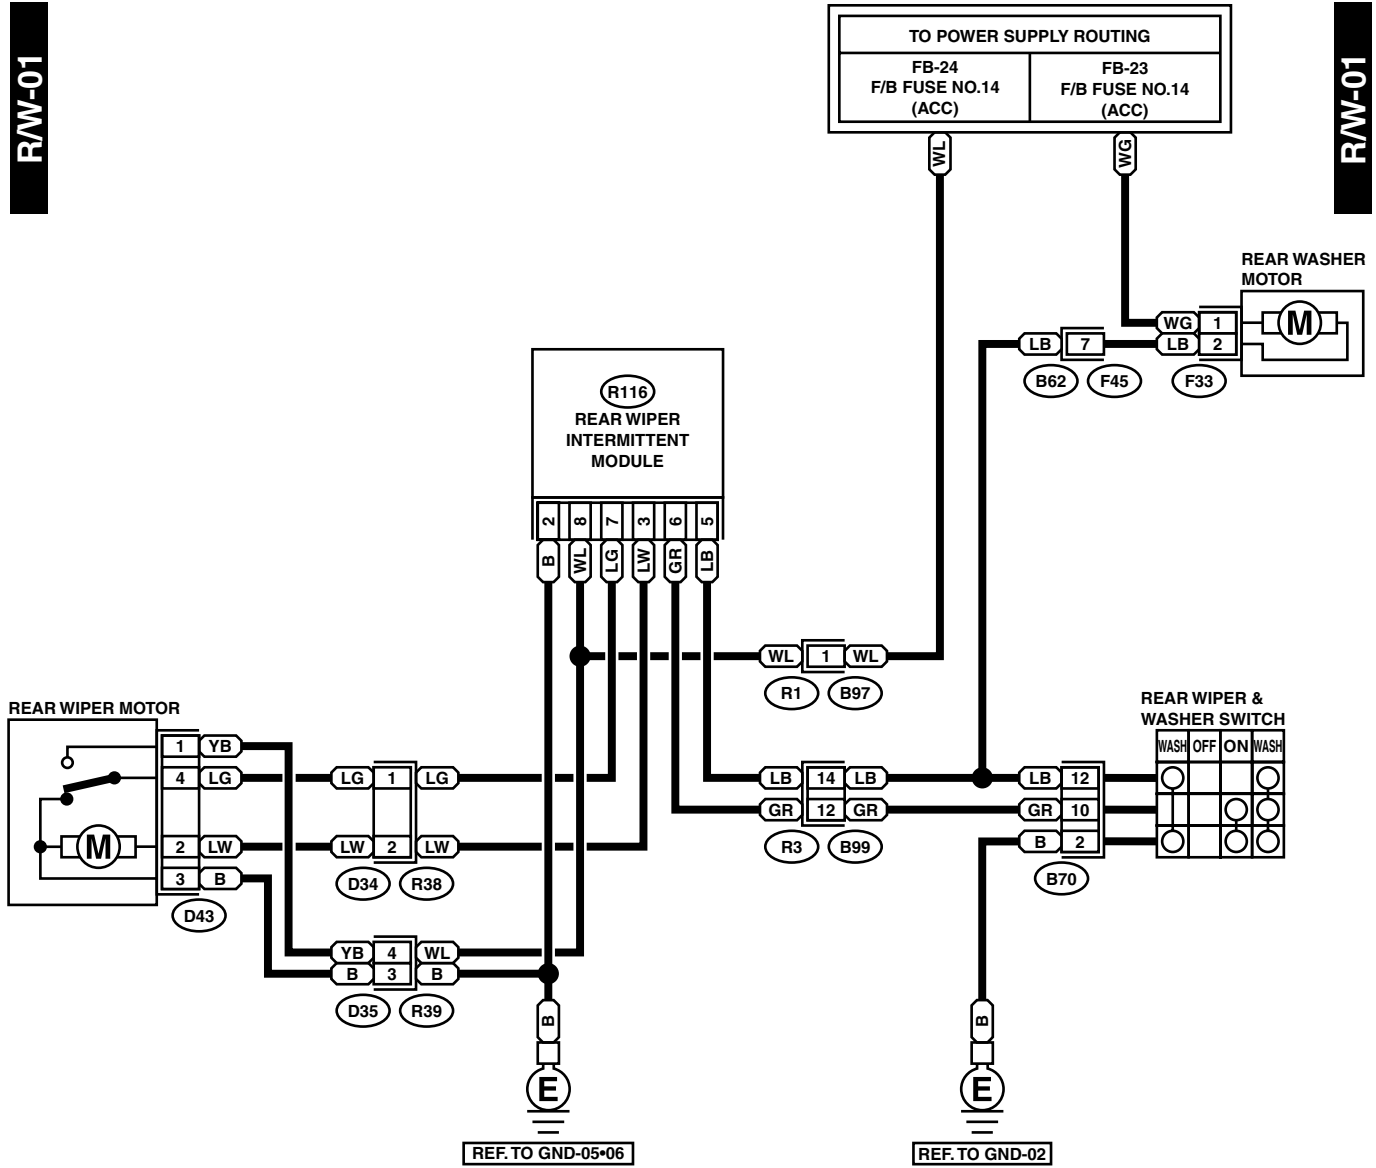 R/W-01
R/W-01
TO POWER SUPPLY ROUTING
FB-24
F/B FUSE NO.14
(ACC)
FB-23
F/B FUSE NO.14
(ACC)
WL
WG
REAR WASHER
MOTOR
WG 1
LB 7 LB 2
M
B62 F45 F33
R116
REAR WIPER
INTERMITTENT
MODULE
2 8 7 3 6 5
B WL LG LW GR LB
WL 1 WL
R1 B97
REAR WIPER MOTOR
1 YB
4 LG
2 LW
3 B
M
D43
LG 1 LG
LW 2 LW
D34 R38
YB 4 WL
B 3 B
D35 R39
LB 14 LB
GR 12 GR
R3 B99
LB 12
GR 10
B 2
B70
REAR WIPER &
WASHER SWITCH
WASH OFF ON WASH
B
E
REF. TO GND-05•06
B
E
REF. TO GND-02